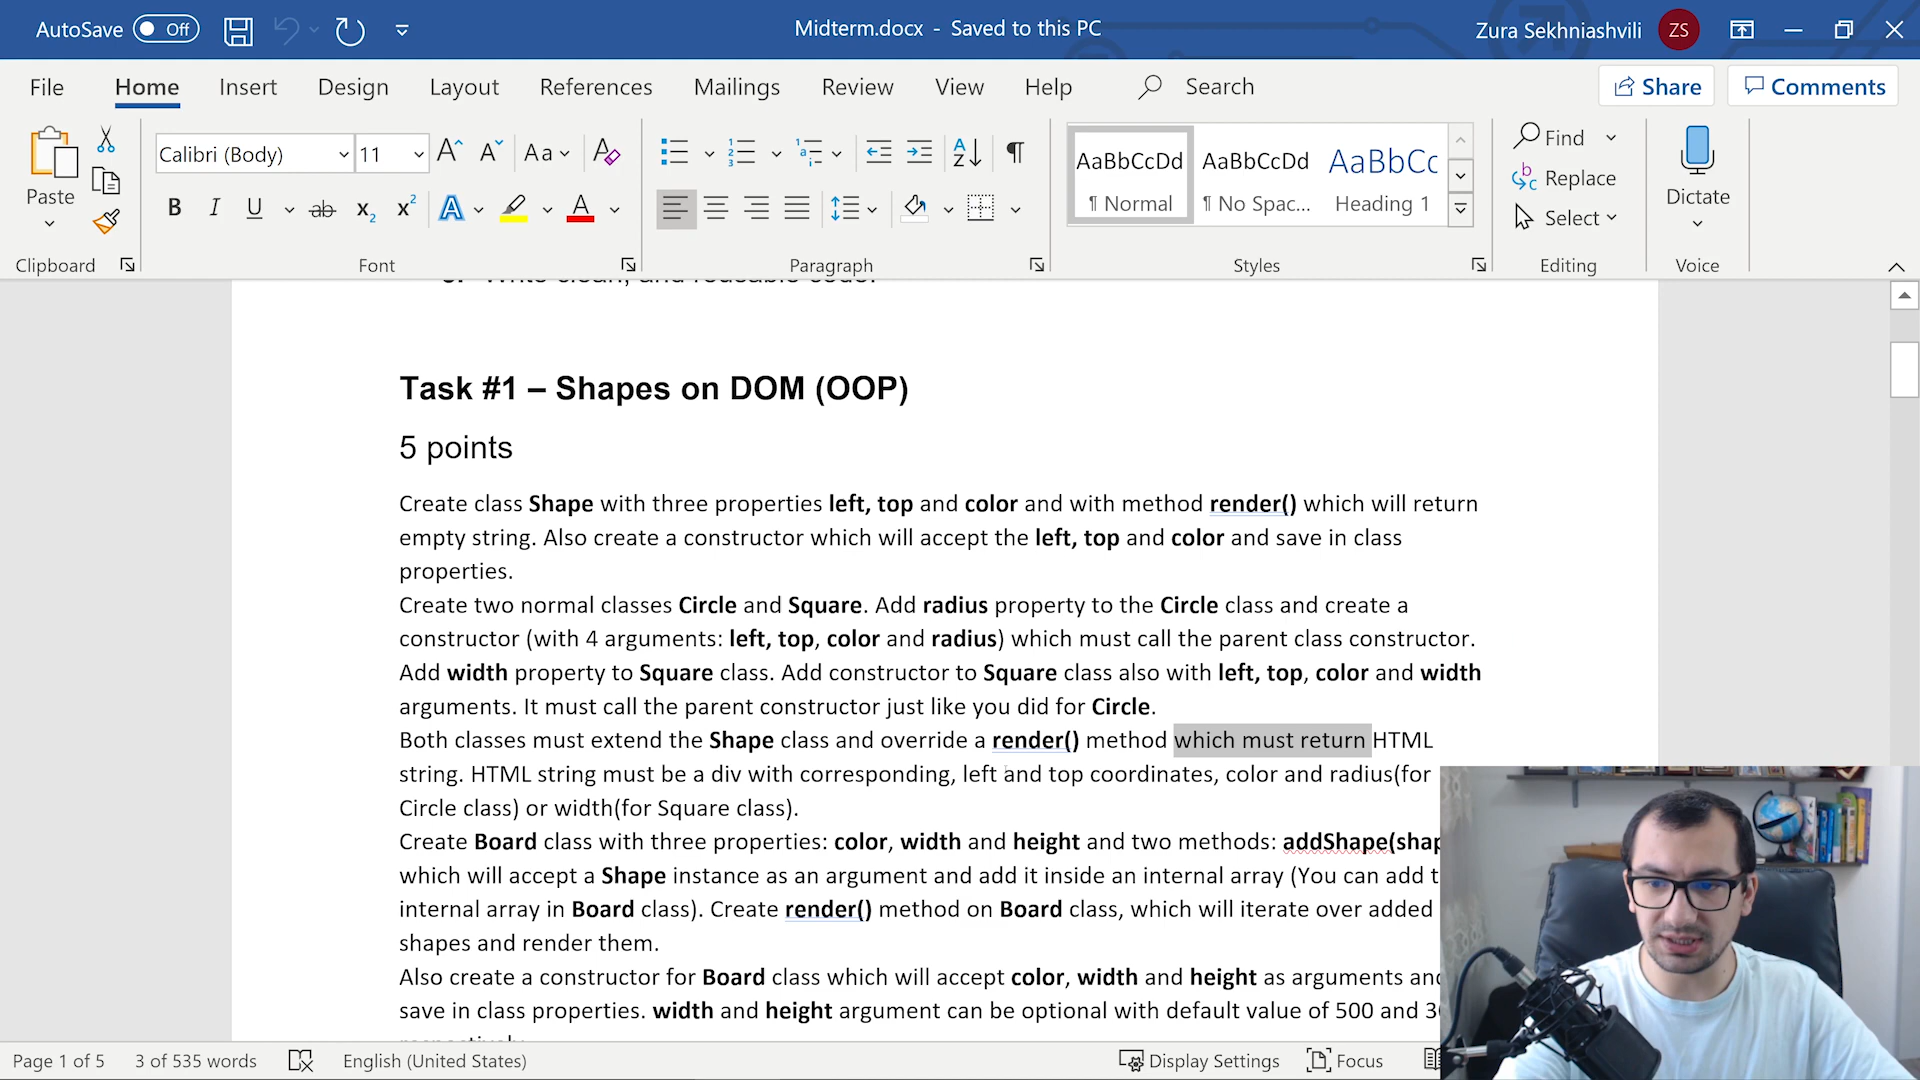 AutoSave Off
Midterm.docx - Saved to this PC
Zura Sekhniashvili ZS
File Home Insert Design Layout References Mailings Review View Help Search
Share Comments
Paste
Clipboard
Calibri (Body) 11
Aa
B I U ab x2 x2 A A
Font
Paragraph
AaBbCcDd AaBbCcDd AaBbCc
¶ Normal ¶ No Spac... Heading 1
Styles
Find
Replace
Select
Editing
Dictate
Voice
Write clean, and reusable code.
Task #1 – Shapes on DOM (OOP)
5 points
Create class Shape with three properties left, top and color and with method render() which will return
empty string. Also create a constructor which will accept the left, top and color and save in class
properties.
Create two normal classes Circle and Square. Add radius property to the Circle class and create a
constructor (with 4 arguments: left, top, color and radius) which must call the parent class constructor.
Add width property to Square class. Add constructor to Square class also with left, top, color and width
arguments. It must call the parent constructor just like you did for Circle.
Both classes must extend the Shape class and override a render() method which must return HTML
string. HTML string must be a div with corresponding, left and top coordinates, color and radius(for
Circle class) or width(for Square class).
Create Board class with three properties: color, width and height and two methods: addShape(shap
which will accept a Shape instance as an argument and add it inside an internal array (You can add t
internal array in Board class). Create render() method on Board class, which will iterate over added
shapes and render them.
Also create a constructor for Board class which will accept color, width and height as arguments and
save in class properties. width and height argument can be optional with default value of 500 and 3
Page 1 of 5 3 of 535 words English (United States) Display Settings Focus